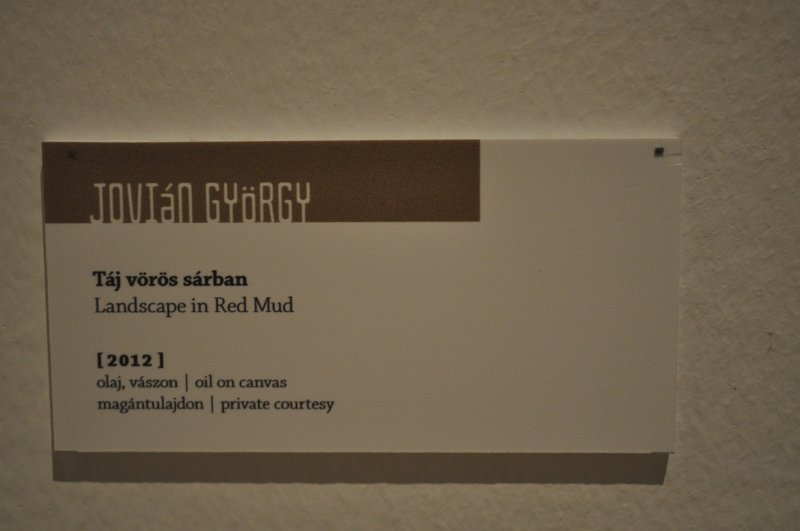 JOVIáN GYöRGY
Táj vörös sárban
Landscape in Red Mud
[2012]
olaj, vászon | oil on canvas
magántulajdon | private courtesy